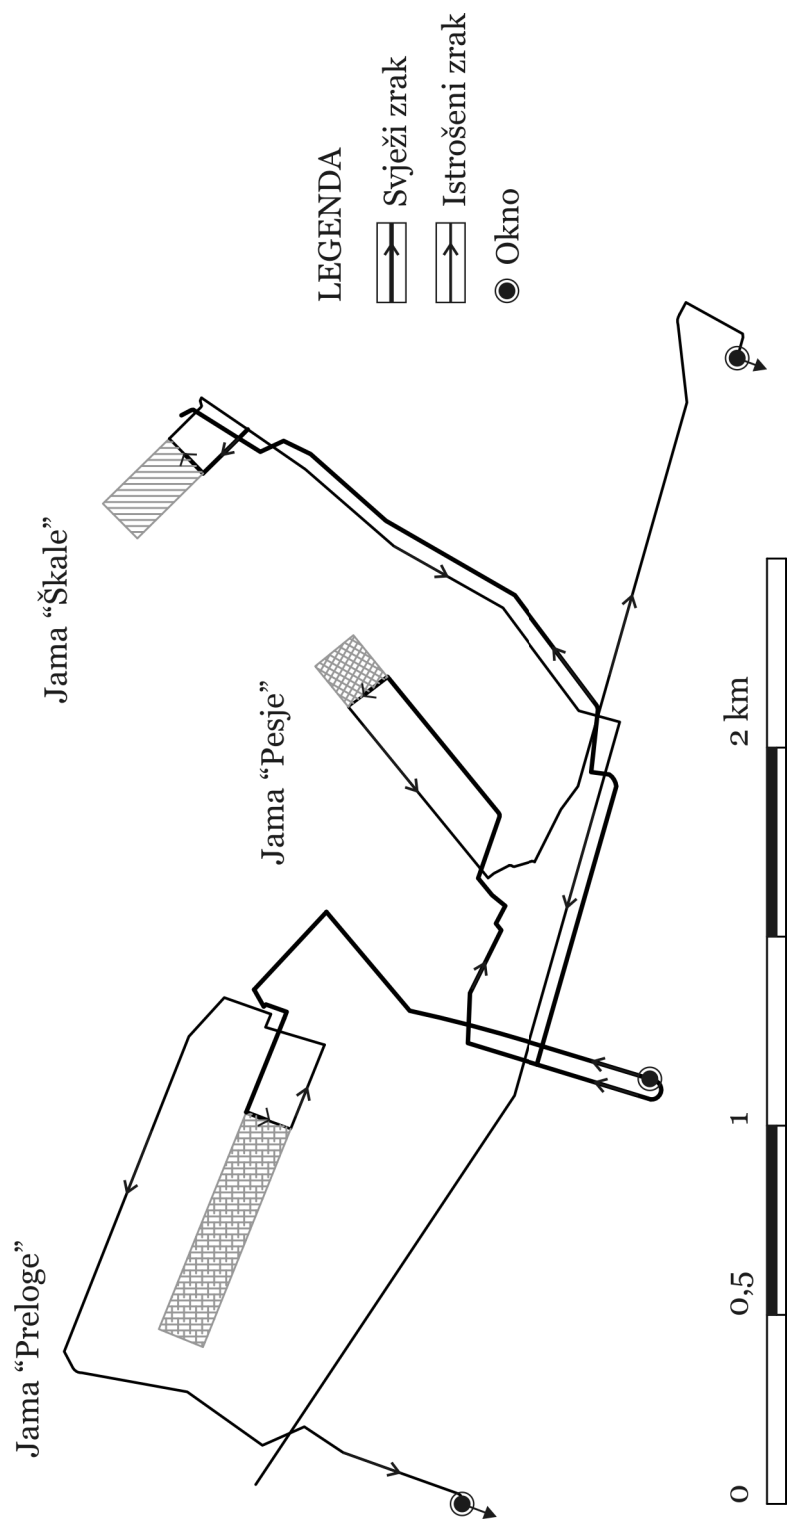 Jama “Preloge”
Jama “Pesje”
Jama “Škale”
LEGENDA
Svježi zrak
Istrošeni zrak
Okno
0 0,5 1 2 km